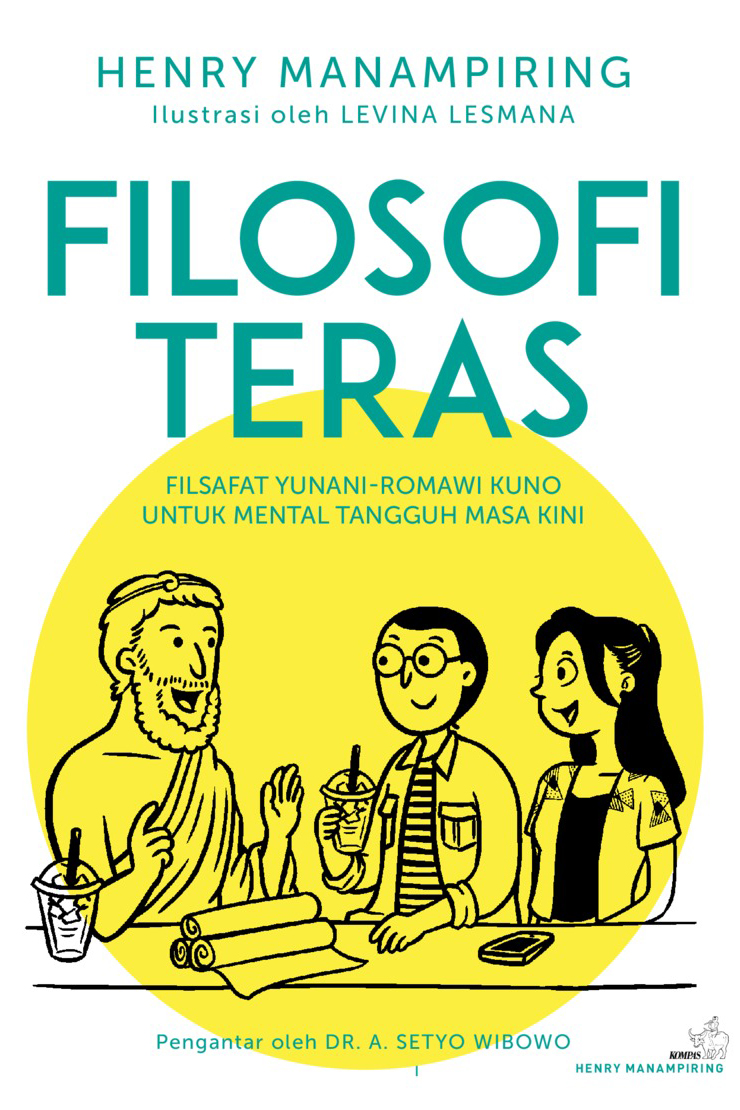 HENRY MANAMPIRING
Ilustrasi oleh LEVINA LESMANA
FILOSOFI
TERAS
FILSAFAT YUNANI-ROMAWI KUNO
UNTUK MENTAL TANGGUH MASA KINI
Pengantar oleh DR. A. SETYO WIBOWO
KOMPAS
I
HENRY MANAMPIRING